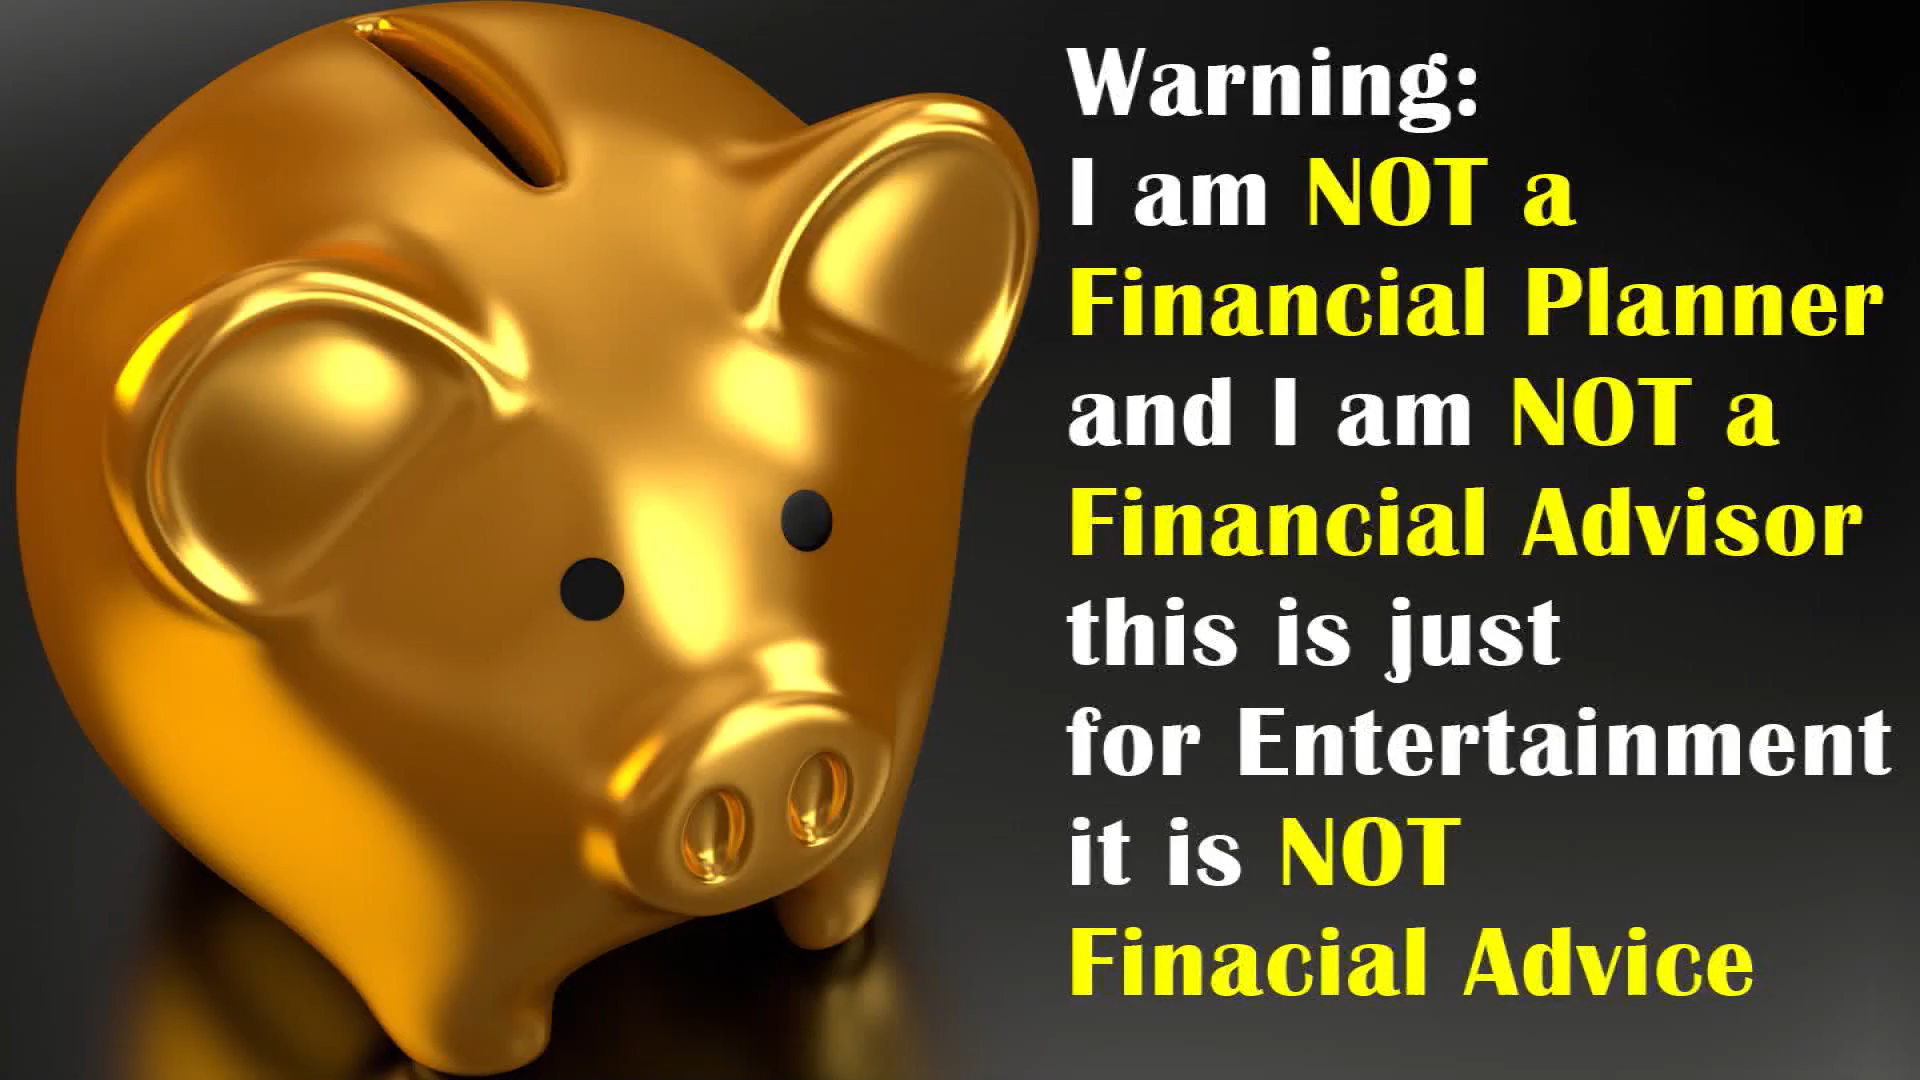 Warning:
I am NOT a
Financial Planner
and I am NOT a
Financial Advisor
this is just
for Entertainment
it is NOT
Finacial Advice